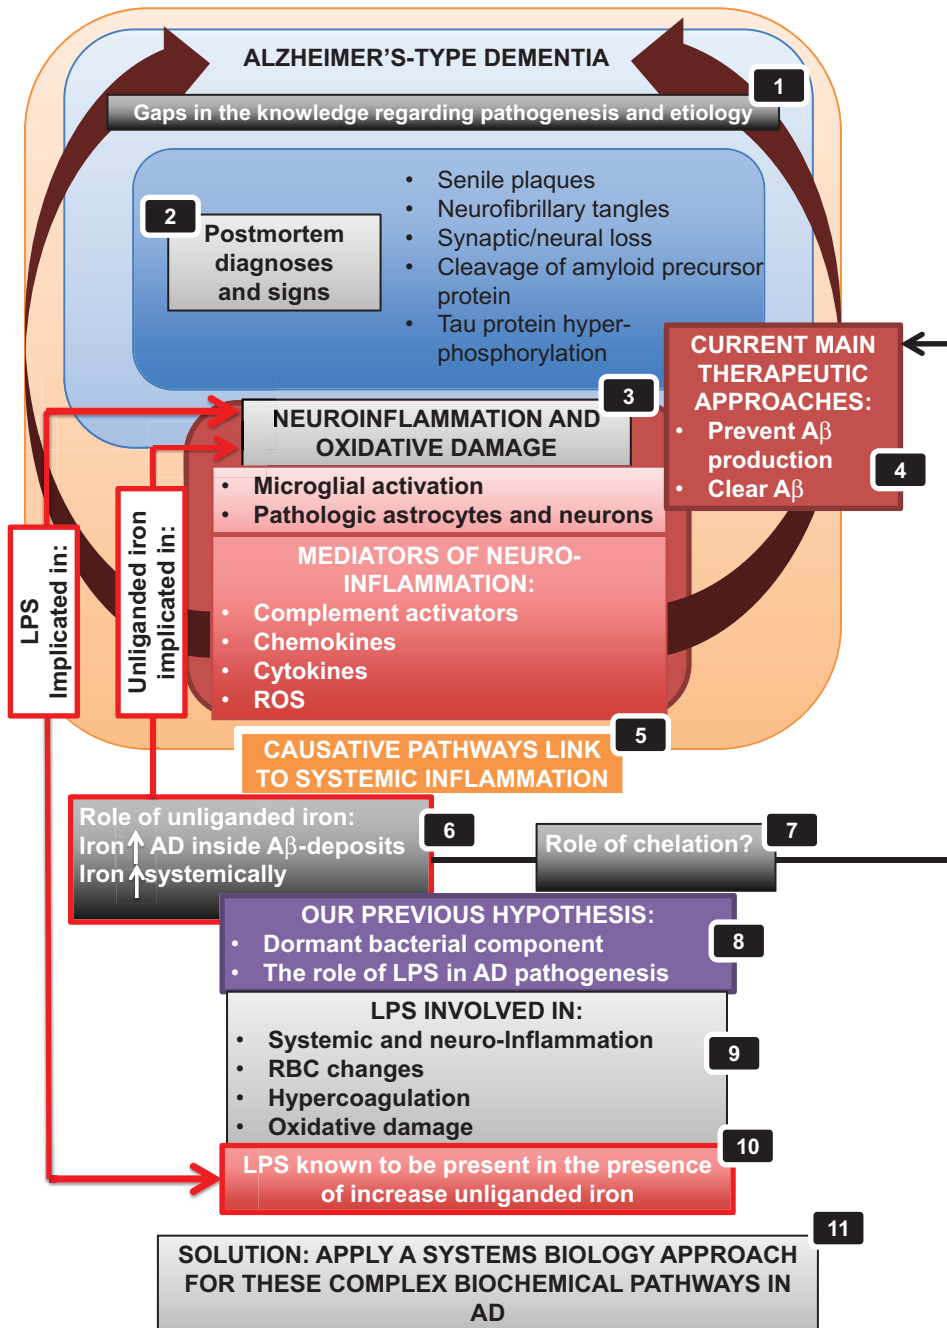 ALZHEIMER'S-TYPE DEMENTIA
1
Gaps in the knowledge regarding pathogenesis and etiology
2
Postmortem
diagnoses
and signs
• Senile plaques
• Neurofibrillary tangles
• Synaptic/neural loss
• Cleavage of amyloid precursor
protein
• Tau protein hyper-
phosphorylation
CURRENT MAIN
THERAPEUTIC
APPROACHES:
• Prevent Aβ
production
• Clear Aβ
4
3
NEUROINFLAMMATION AND
OXIDATIVE DAMAGE
• Microglial activation
• Pathologic astrocytes and neurons
MEDIATORS OF NEURO-
INFLAMMATION:
• Complement activators
• Chemokines
• Cytokines
• ROS
LPS
Implicated in:
Unliganded iron
implicated in:
5
CAUSATIVE PATHWAYS LINK
TO SYSTEMIC INFLAMMATION
6
Role of unliganded iron:
Iron ↑ AD inside Aβ-deposits
Iron ↑ systemically
7
Role of chelation?
OUR PREVIOUS HYPOTHESIS:
• Dormant bacterial component
• The role of LPS in AD pathogenesis
8
LPS INVOLVED IN:
• Systemic and neuro-Inflammation
• RBC changes
• Hypercoagulation
• Oxidative damage
9
10
LPS known to be present in the presence
of increase unliganded iron
11
SOLUTION: APPLY A SYSTEMS BIOLOGY APPROACH
FOR THESE COMPLEX BIOCHEMICAL PATHWAYS IN
AD